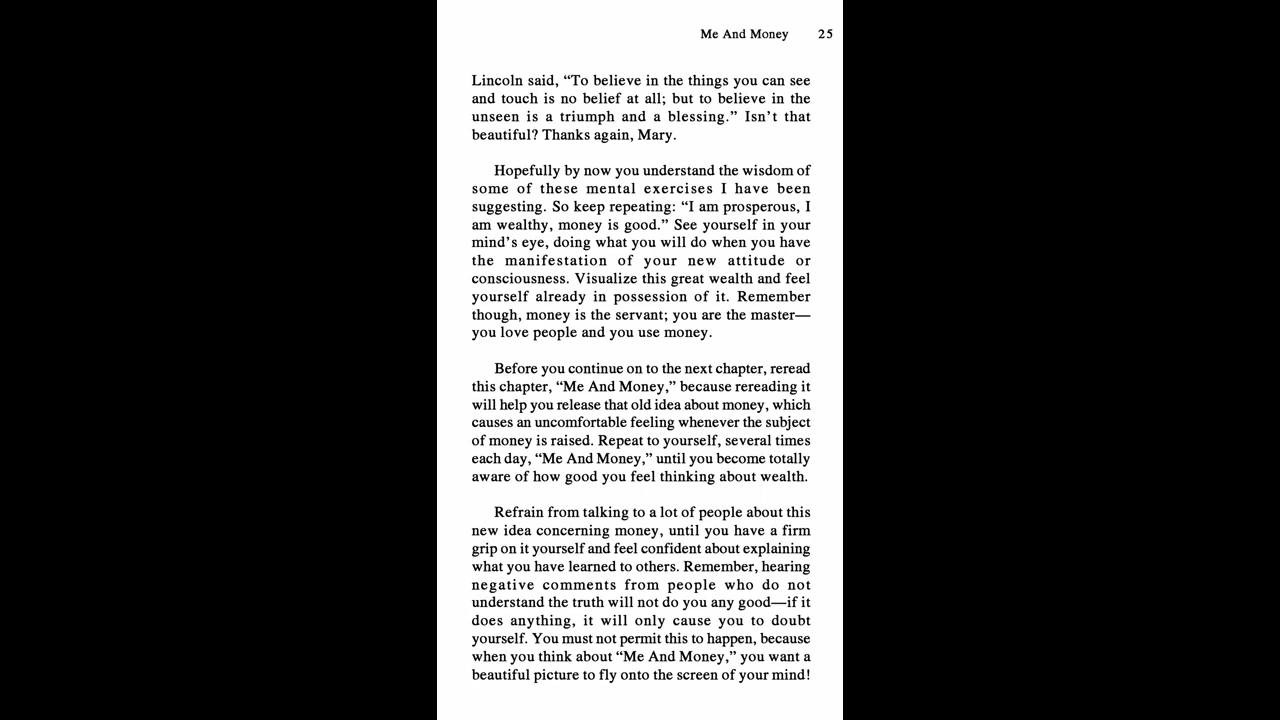 Me And Money 25
Lincoln said, “To believe in the things you can see
and touch is no belief at all; but to believe in the
unseen is a triumph and a blessing.” Isn’t that
beautiful? Thanks again, Mary.
Hopefully by now you understand the wisdom of
some of these mental exercises I have been
suggesting. So keep repeating: “I am prosperous, I
am wealthy, money is good.” See yourself in your
mind’s eye, doing what you will do when you have
the manifestation of your new attitude or
consciousness. Visualize this great wealth and feel
yourself already in possession of it. Remember
though, money is the servant; you are the master—
you love people and you use money.
Before you continue on to the next chapter, reread
this chapter, “Me And Money,” because rereading it
will help you release that old idea about money, which
causes an uncomfortable feeling whenever the subject
of money is raised. Repeat to yourself, several times
each day, “Me And Money,” until you become totally
aware of how good you feel thinking about wealth.
Refrain from talking to a lot of people about this
new idea concerning money, until you have a firm
grip on it yourself and feel confident about explaining
what you have learned to others. Remember, hearing
negative comments from people who do not
understand the truth will not do you any good—if it
does anything, it will only cause you to doubt
yourself. You must not permit this to happen, because
when you think about “Me And Money,” you want a
beautiful picture to fly onto the screen of your mind!